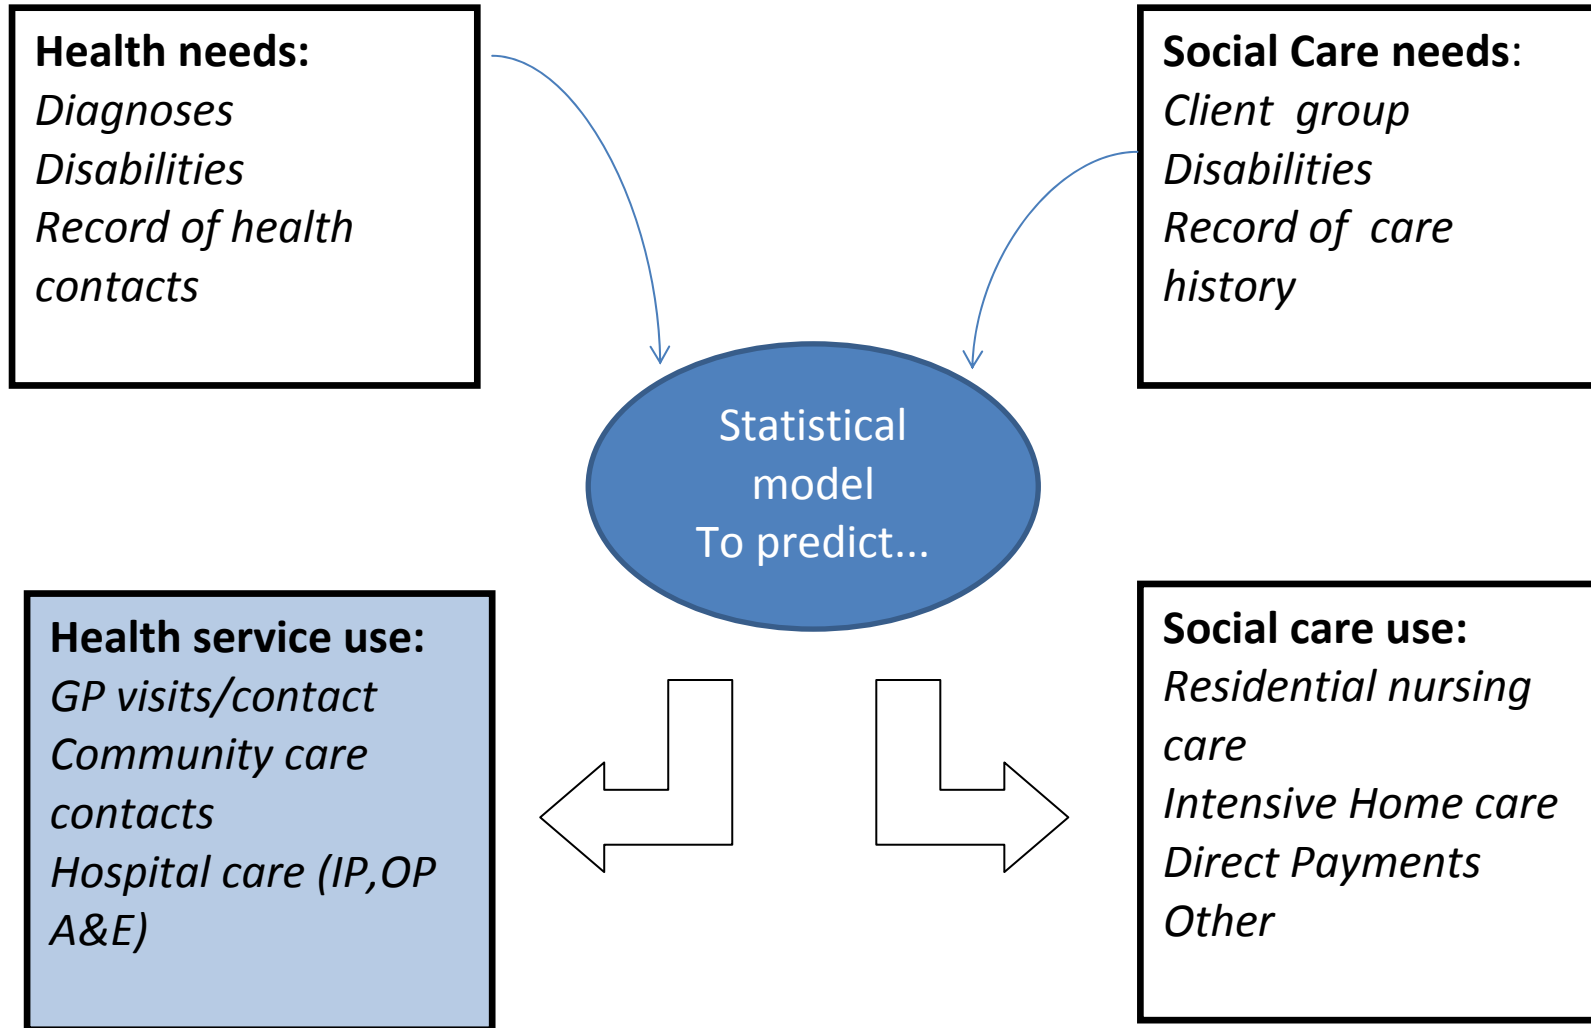 Health needs:
Diagnoses
Disabilities
Record of health
contacts
Social Care needs:
Client group
Disabilities
Record of care
history
Statistical
model
To predict...
Health service use:
GP visits/contact
Community care
contacts
Hospital care (IP,OP
A&E)
Social care use:
Residential nursing
care
Intensive Home care
Direct Payments
Other